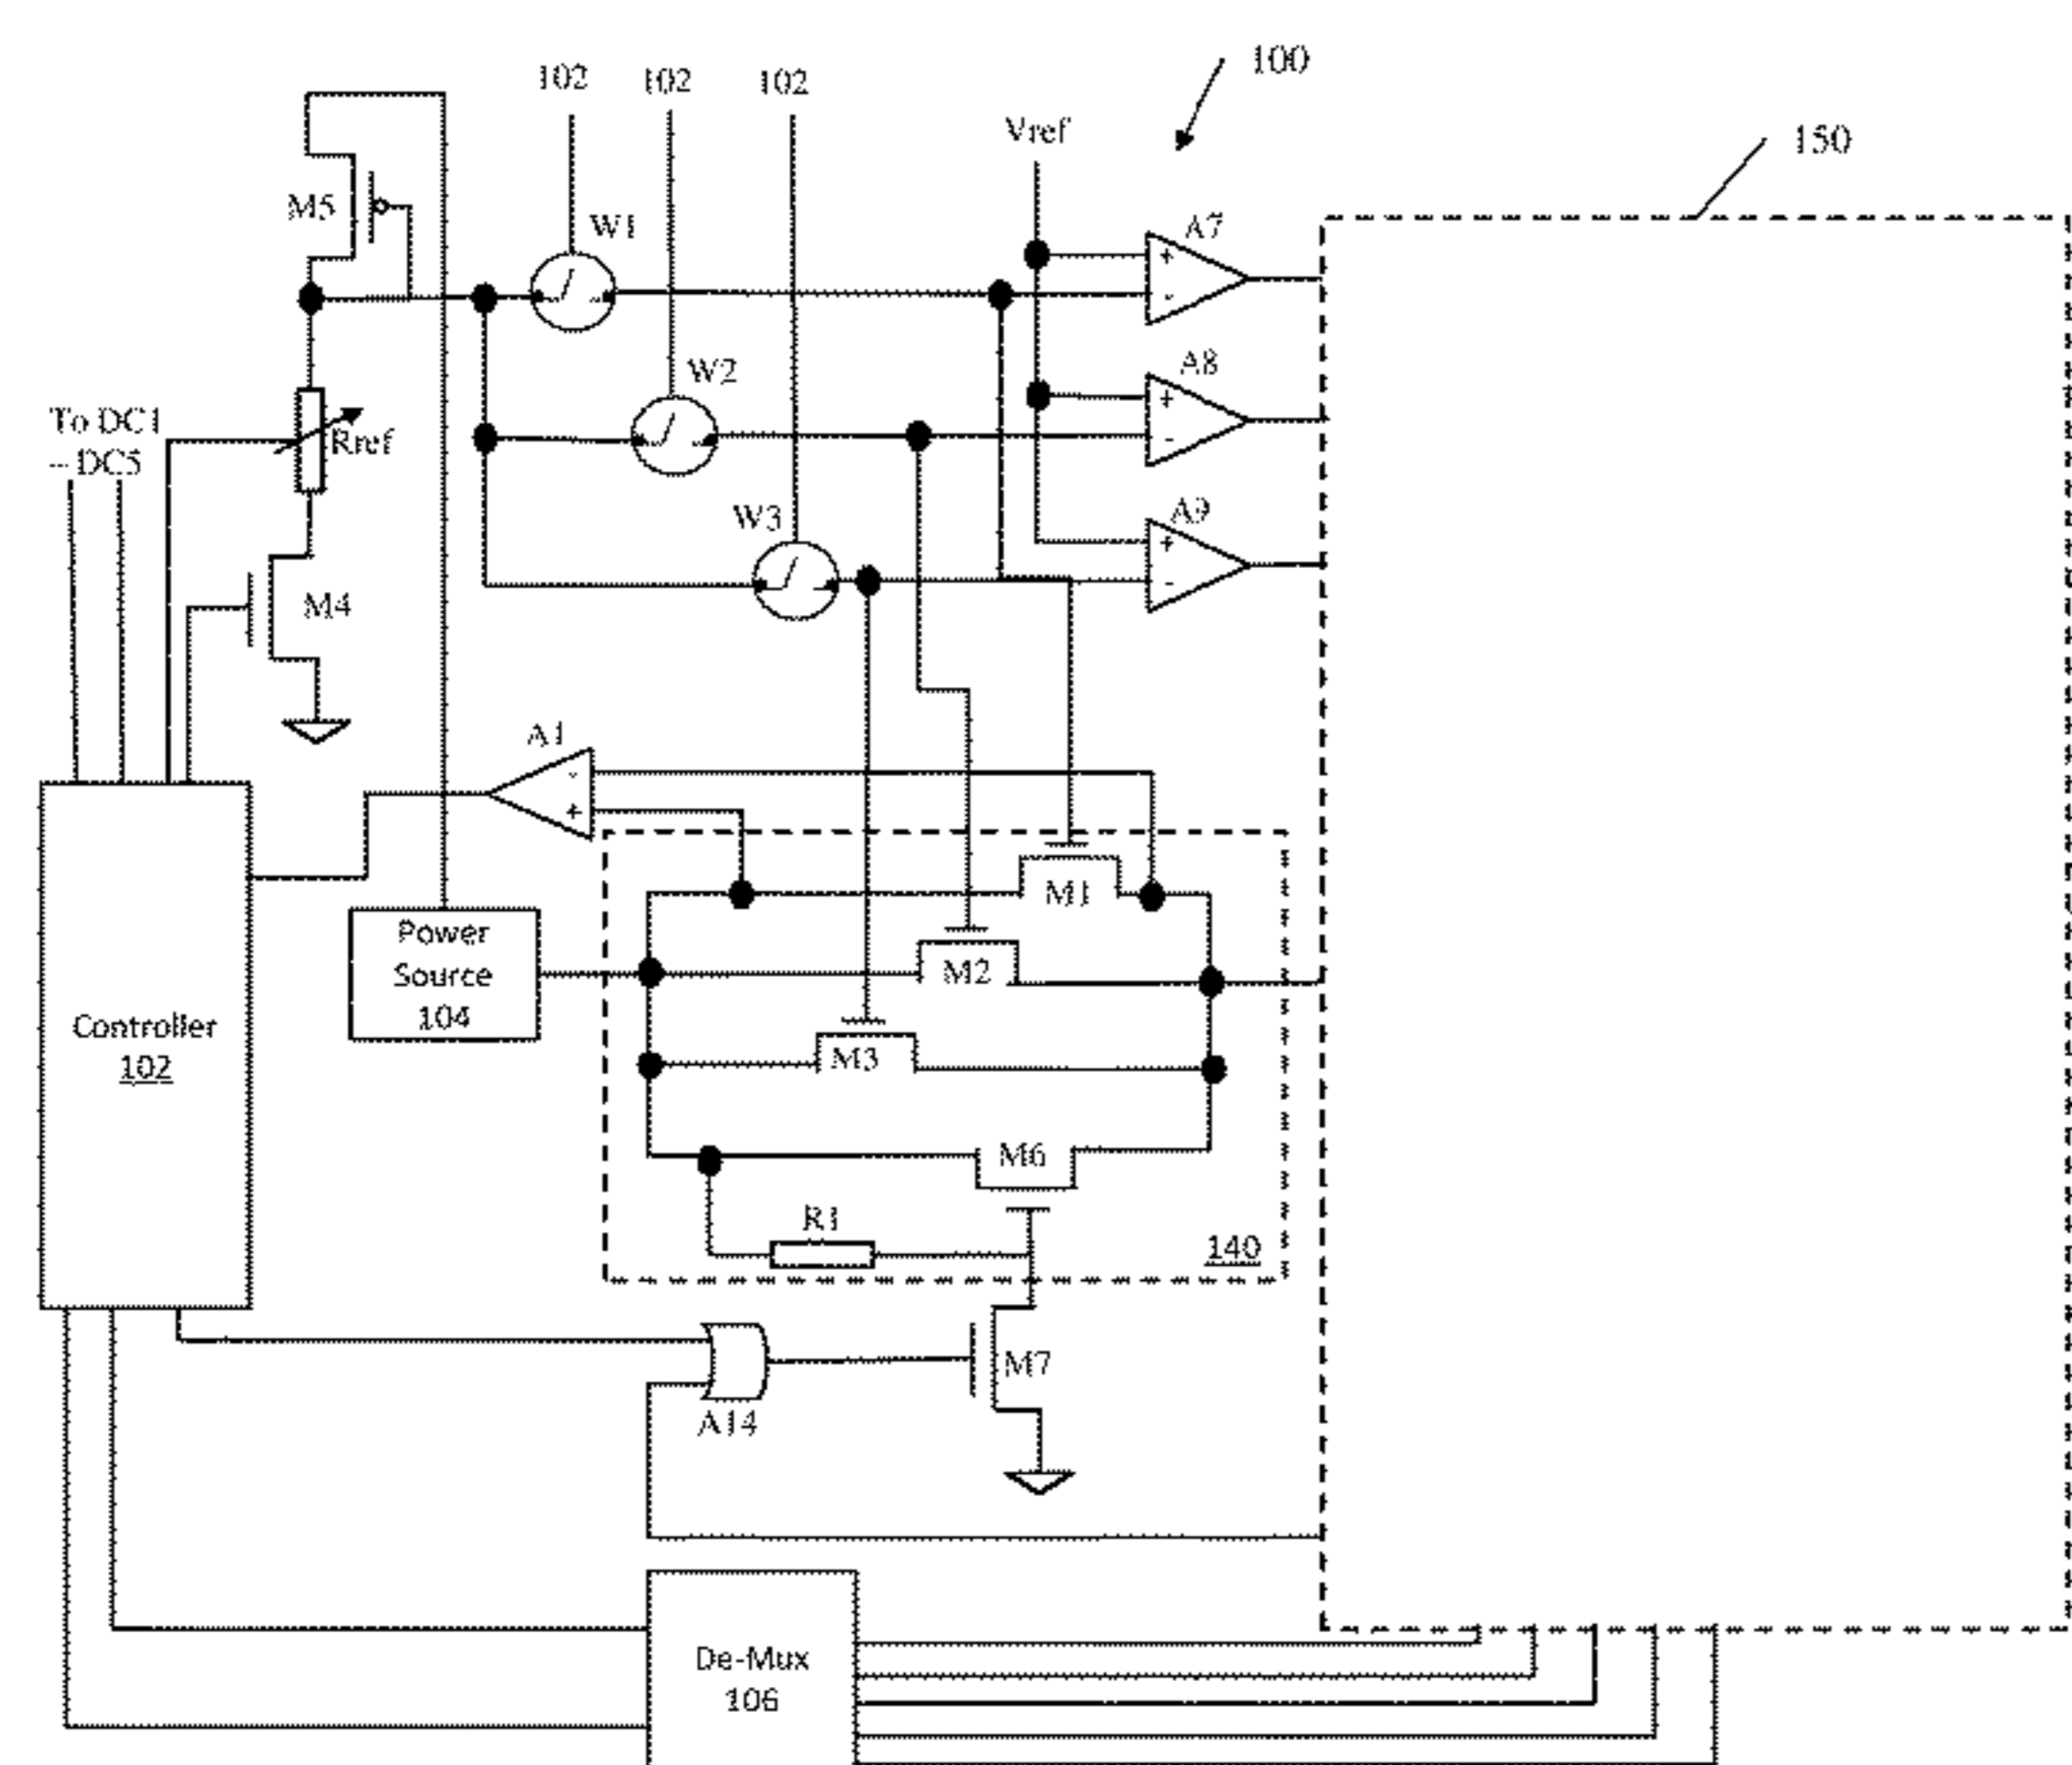 100
102
102
102
Vref
150
M5
W1
A7
W2
A8
To DC1
-- DC5
Rref
W3
A9
M4
A1
+
-
+
-
+
-
-
+
M1
Power
Source
104
M2
Controller
102
M3
M6
R1
140
M7
A14
De-Mux
106